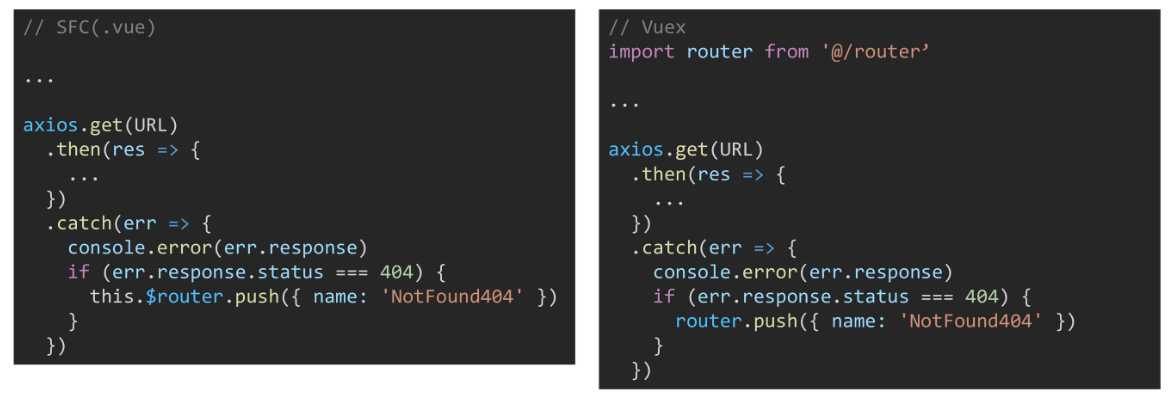 // SFC(.vue)
...
axios.get(URL)
  .then(res => {
    ...
  })
  .catch(err => {
    console.error(err.response)
    if (err.response.status === 404) {
      this.$router.push({ name: 'NotFound404' })
    }
  })
// Vuex
import router from '@/router’
...
axios.get(URL)
  .then(res => {
    ...
  })
  .catch(err => {
    console.error(err.response)
    if (err.response.status === 404) {
      router.push({ name: 'NotFound404' })
    }
  })